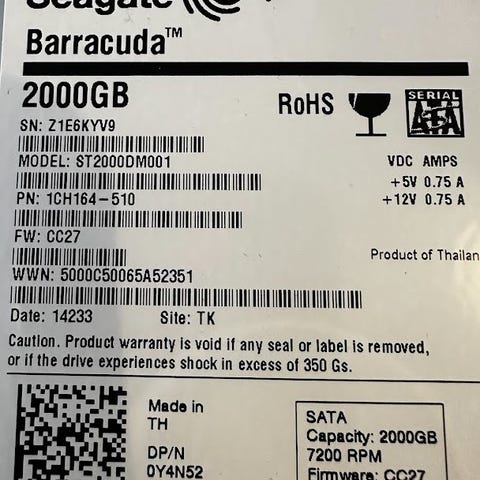 Seagate
Barracuda™
2000GB
RoHS
SERIAL
ATA
SN: Z1E6KYV9
MODEL: ST2000DM001
VDC AMPS
+5V 0.75 A
PN: 1CH164-510
+12V 0.75 A
FW: CC27
Product of Thailan
WWN: 5000C50065A52351
Date: 14233 Site: TK
Caution. Product warranty is void if any seal or label is removed,
or if the drive experiences shock in excess of 350 Gs.
Made in
TH
DP/N
0Y4N52
SATA
Capacity: 2000GB
7200 RPM
Firmware: CC27